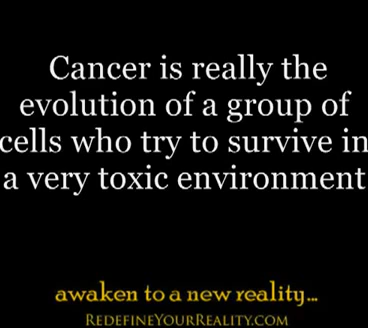 Cancer is really the
evolution of a group of
cells who try to survive in
a very toxic environment
awaken to a new reality...
REDEFINEYOURREALITY.COM